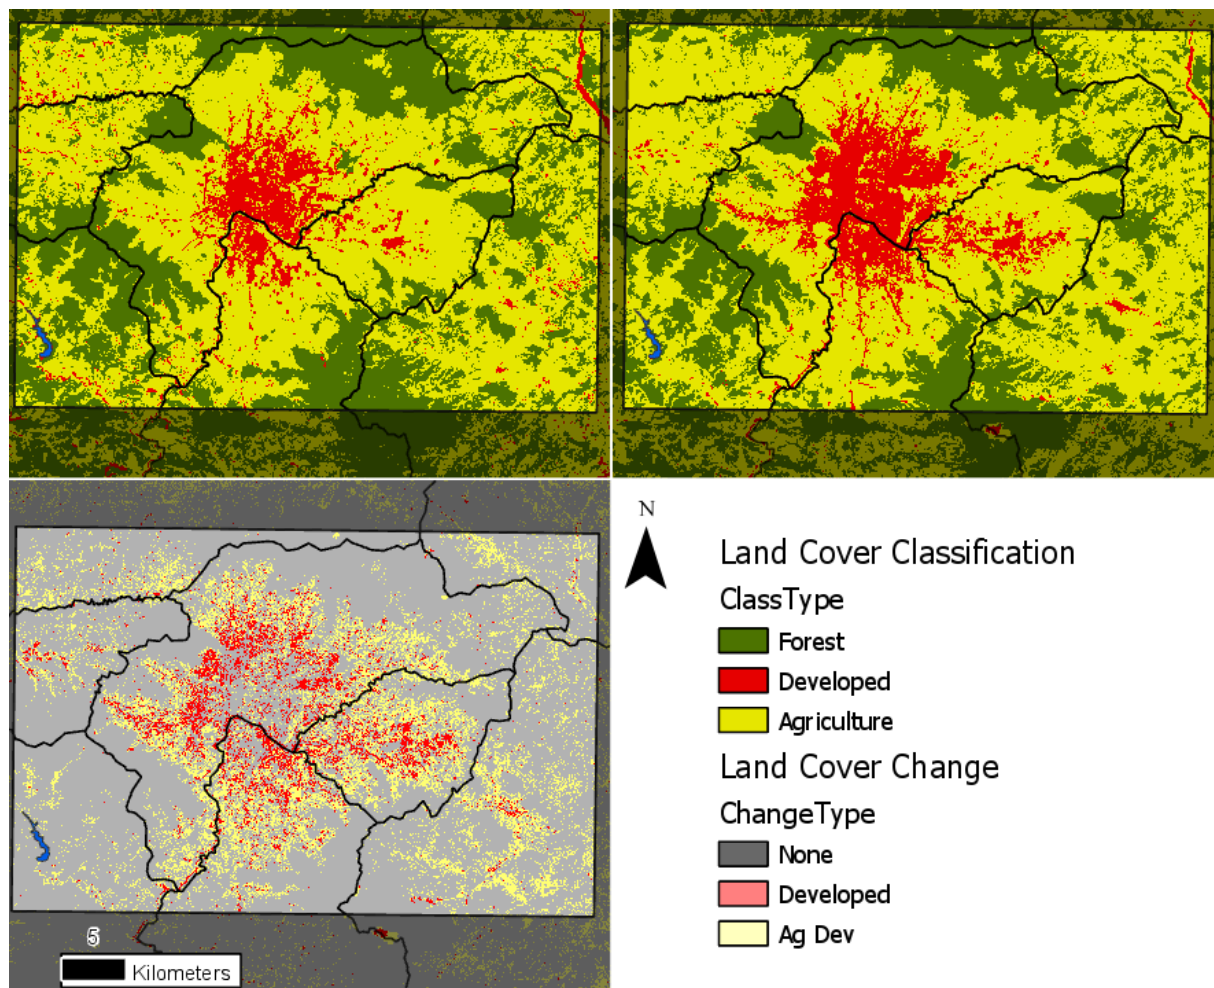 N
Land Cover Classification
ClassType
Forest
Developed
Agriculture
Land Cover Change
ChangeType
None
Developed
Ag Dev
5
Kilometers